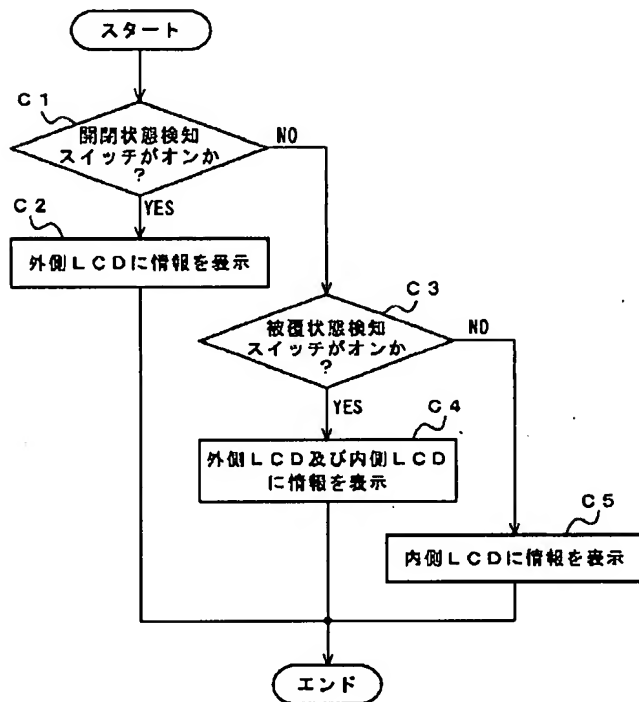 スタート
C1
開閉状態検知
スイッチがオンか
?
NO
YES
C2
外側LCDに情報を表示
C3
被覆状態検知
スイッチがオンか
?
NO
YES
C4
外側LCD及び内側LCD
に情報を表示
C5
内側LCDに情報を表示
エンド